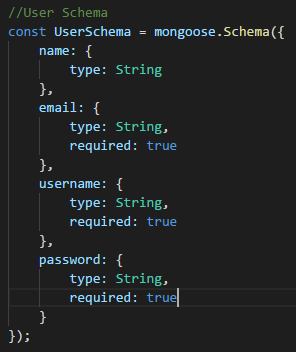 //User Schema
const UserSchema = mongoose.Schema({
    name: {
        type: String
    },
    email: {
        type: String,
        required: true
    },
    username: {
        type: String,
        required: true
    },
    password: {
        type: String,
        required: true
    }
});